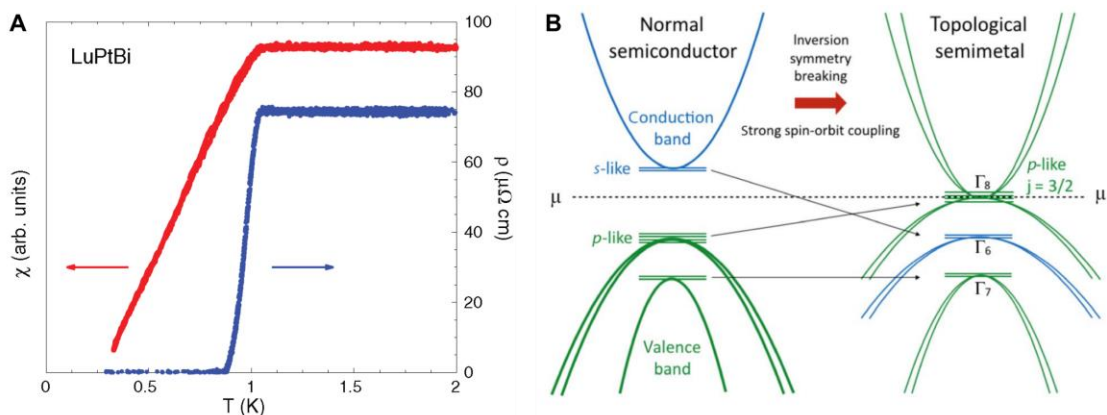 A
LuPtBi
χ (arb. units)
0
0.5
1
1.5
2
T (K)
100
80
60
40
20
0
ρ (μΩ cm)
B
Normal
semiconductor
Inversion
symmetry
breaking
Strong spin-orbit coupling
Topological
semimetal
Conduction
band
s-like
μ
p-like
Valence
band
Γ8
p-like
j = 3/2
μ
Γ6
Γ7